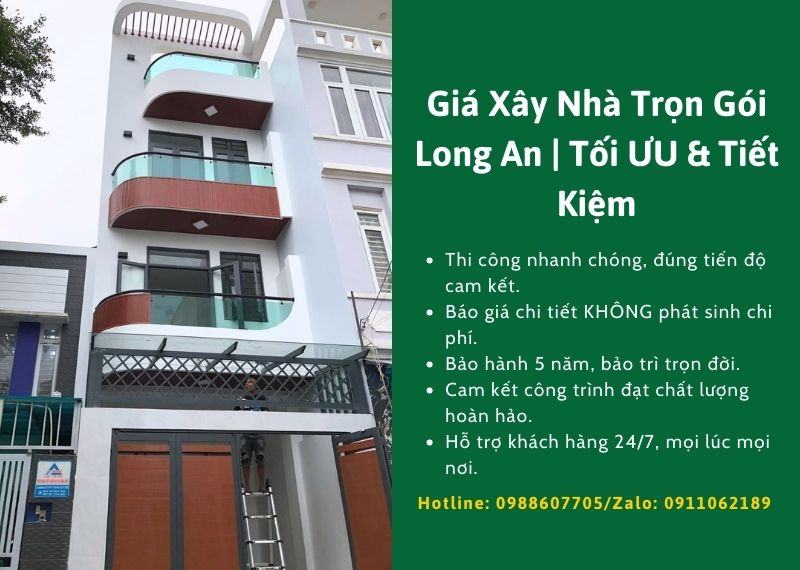 Giá Xây Nhà Trọn Gói
Long An | Tối ƯU & Tiết
Kiệm
• Thi công nhanh chóng, đúng tiến độ
cam kết.
• Báo giá chi tiết KHÔNG phát sinh chi
phí.
• Bảo hành 5 năm, bảo trì trọn đời.
• Cam kết công trình đạt chất lượng
hoàn hảo.
• Hỗ trợ khách hàng 24/7, mọi lúc mọi
nơi.
Hotline: 0988607705/Zalo: 0911062189